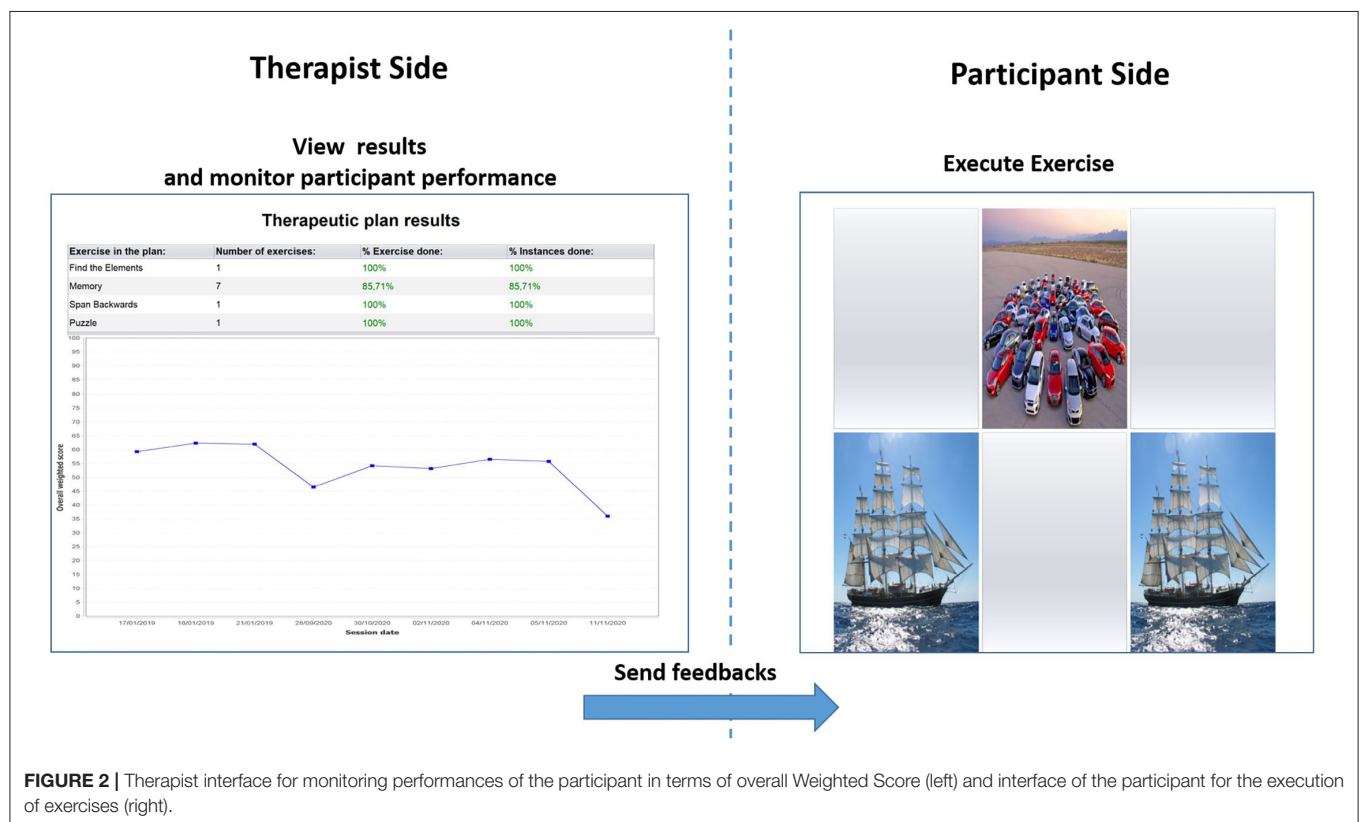 Therapist Side
Participant Side
View results
and monitor participant performance
Execute Exercise
Therapeutic plan results
Exercise in the plan: Number of exercises: % Exercise done: % Instances done:
Find the Elements 1 100% 100%
Memory 7 85,71% 85,71%
Span Backwards 1 100% 100%
Puzzle 1 100% 100%
100
95
90
85
80
75
70
65
60
55
50
45
40
35
30
25
20
15
10
5
0
Overall weighted score
17/01/2019 18/01/2019 21/01/2019 28/09/2020 30/10/2020 02/11/2020 04/11/2020 05/11/2020 11/11/2020
Session date
Send feedbacks
FIGURE 2 | Therapist interface for monitoring performances of the participant in terms of overall Weighted Score (left) and interface of the participant for the execution
of exercises (right).